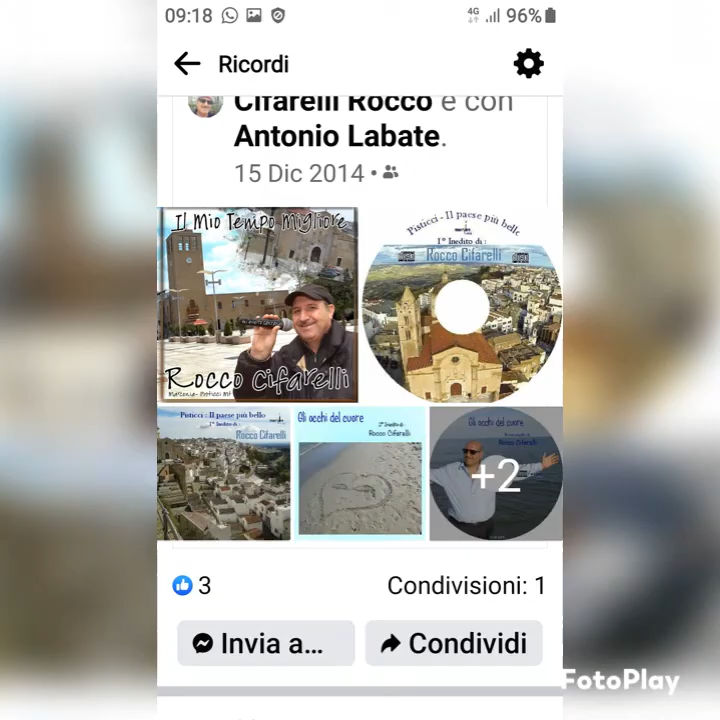 09:18
4G
96%
Ricordi
Cifarelli Rocco e con
Antonio Labate.
15 Dic 2014 •
Il Mio Tempo Migliore
Rocco Cifarelli
Pisticci - Il paese più bello
1° Inedito di :
Rocco Cifarelli
Pisticci : Il paese più bello
1° Inedito di :
Rocco Cifarelli
Gli occhi del cuore
2° Inedito di :
Rocco Cifarelli
Gli occhi del cuore
Rocco Cifarelli
+2
3
Condivisioni: 1
Invia a...
Condividi
FotoPlay